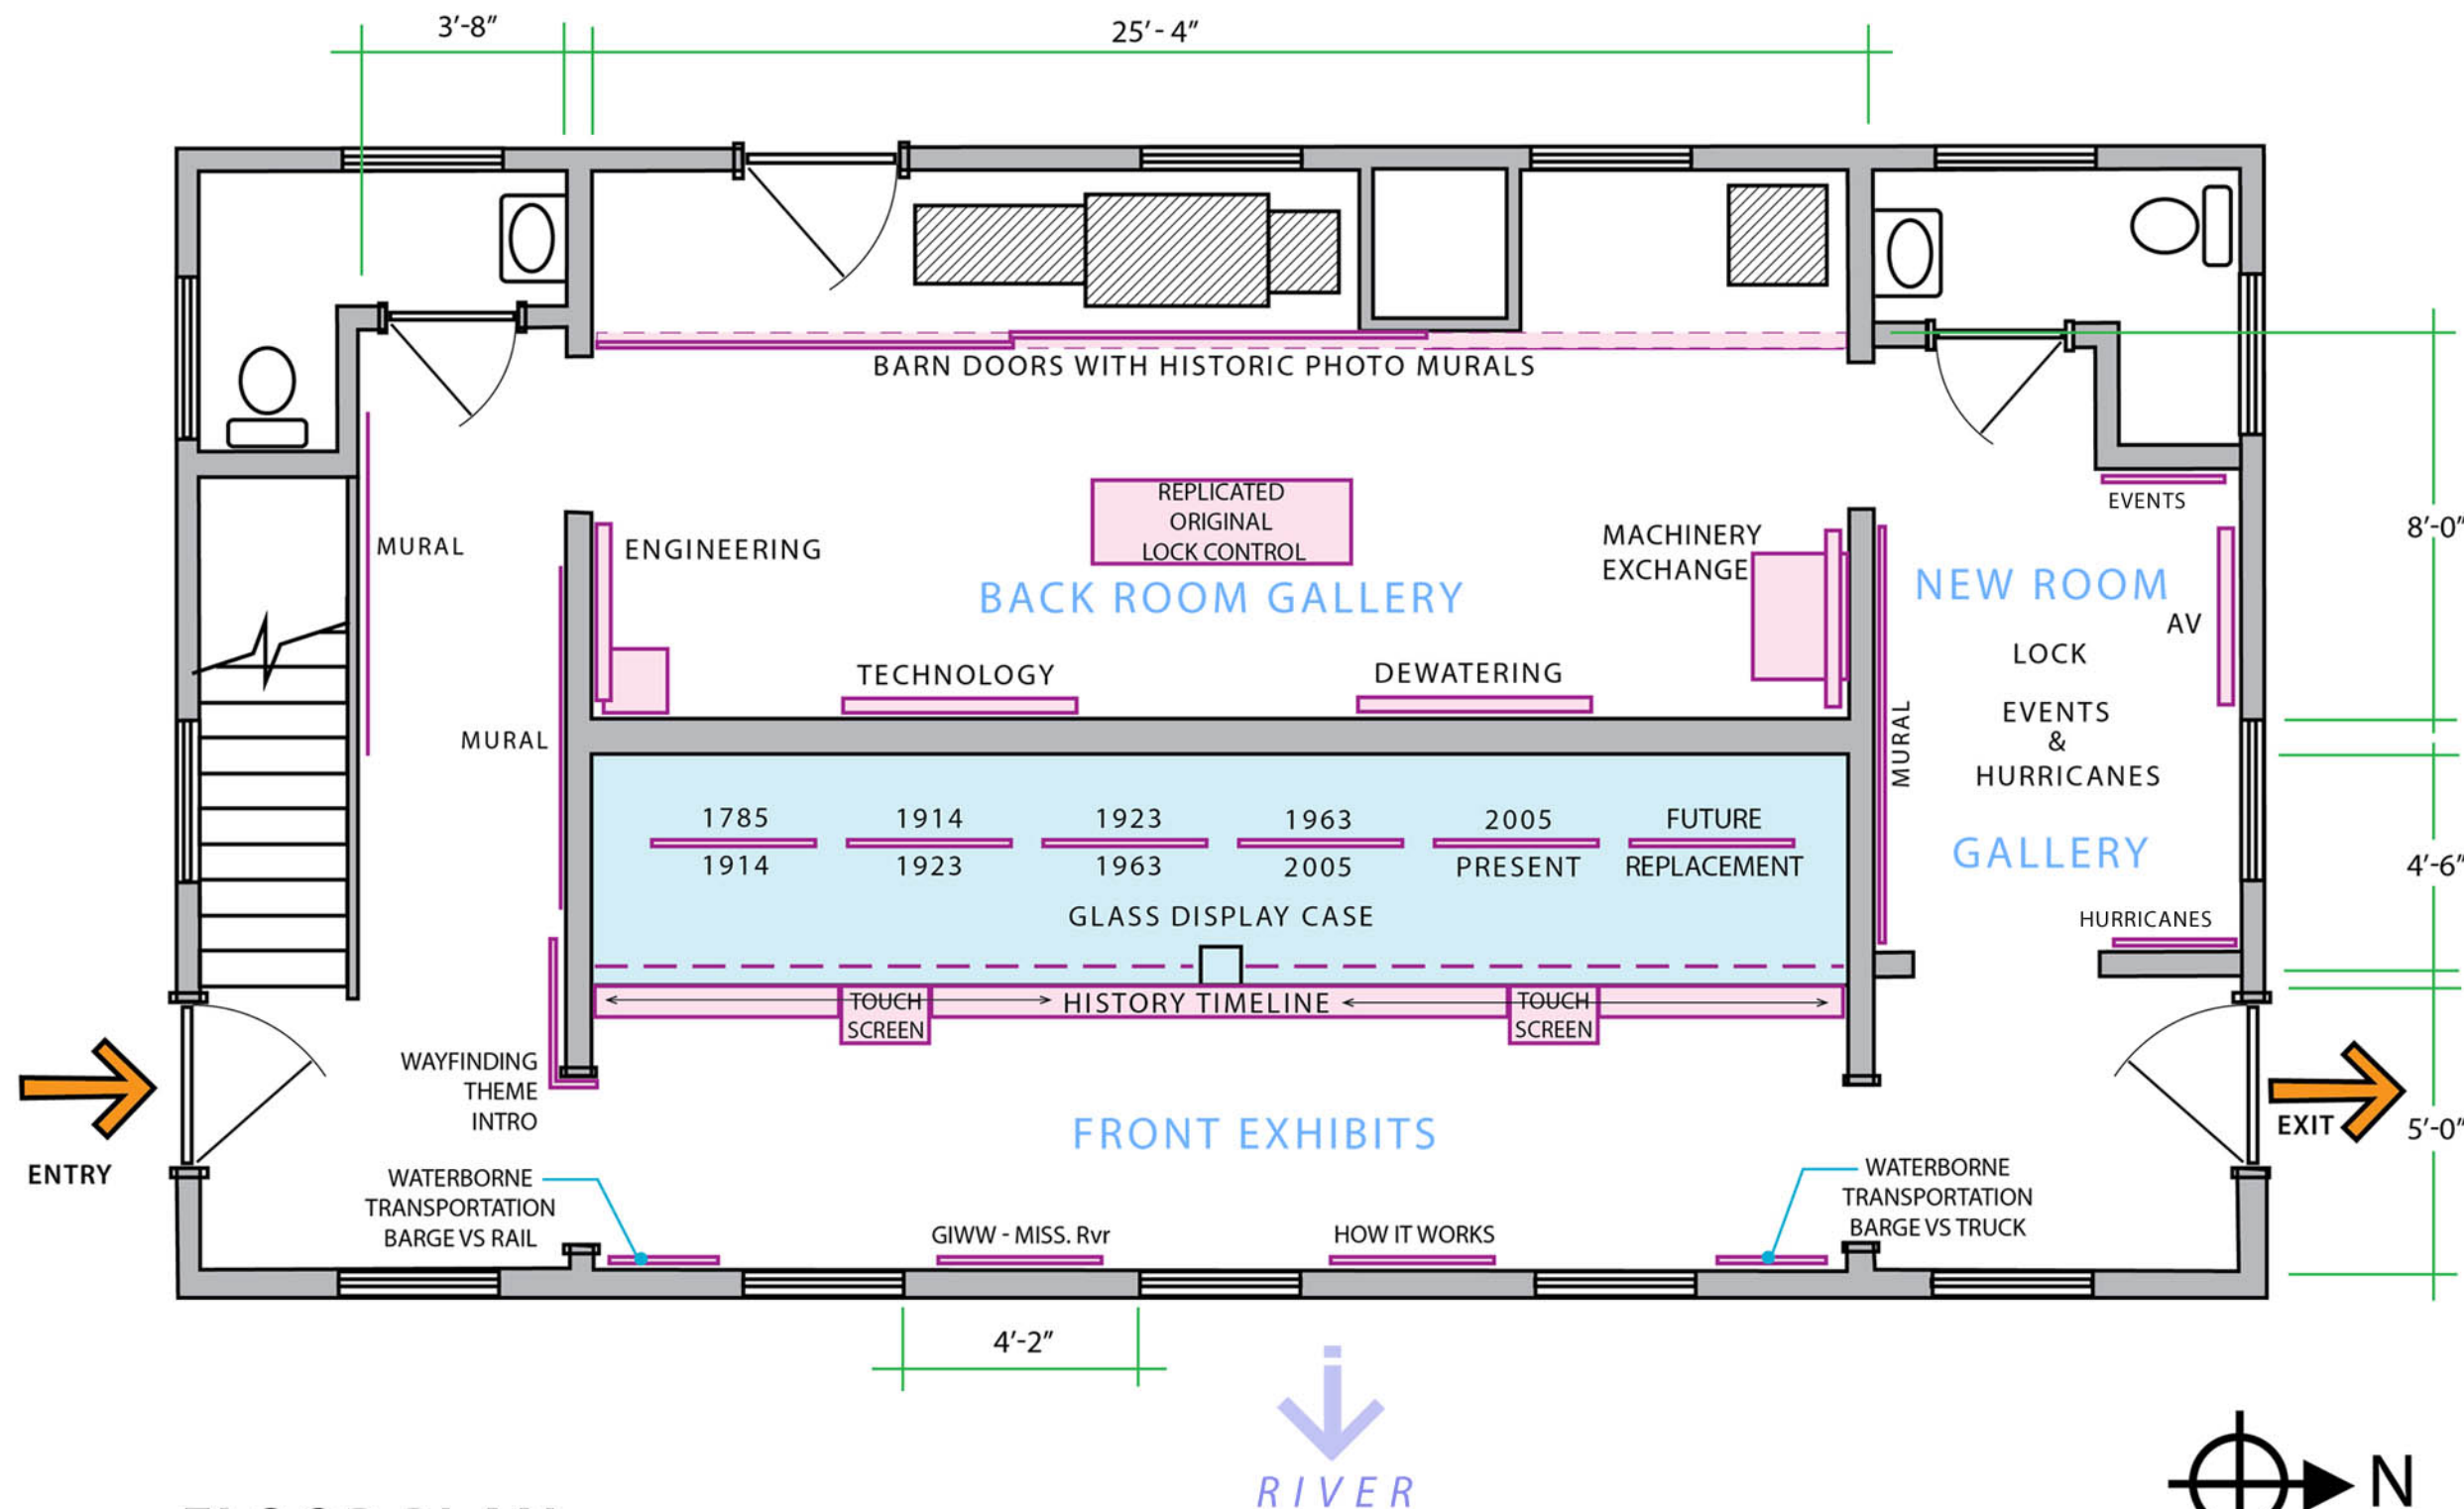 3'-8"
25'- 4"
BARN DOORS WITH HISTORIC PHOTO MURALS
REPLICATED
ORIGINAL
LOCK CONTROL
EVENTS
MURAL
ENGINEERING
MACHINERY
EXCHANGE
8'-0"
BACK ROOM GALLERY
NEW ROOM
AV
LOCK
EVENTS
&
HURRICANES
TECHNOLOGY
DEWATERING
MURAL
MURAL
GALLERY
1785
1914
1914
1923
1923
1963
1963
2005
2005
PRESENT
FUTURE
REPLACEMENT
4'-6"
GLASS DISPLAY CASE
HURRICANES
TOUCH
SCREEN
HISTORY TIMELINE
TOUCH
SCREEN
WAYFINDING
THEME
INTRO
FRONT EXHIBITS
ENTRY
EXIT
5'-0"
WATERBORNE
TRANSPORTATION
BARGE VS RAIL
GIWW - MISS. Rvr
HOW IT WORKS
WATERBORNE
TRANSPORTATION
BARGE VS TRUCK
4'-2"
RIVER
N